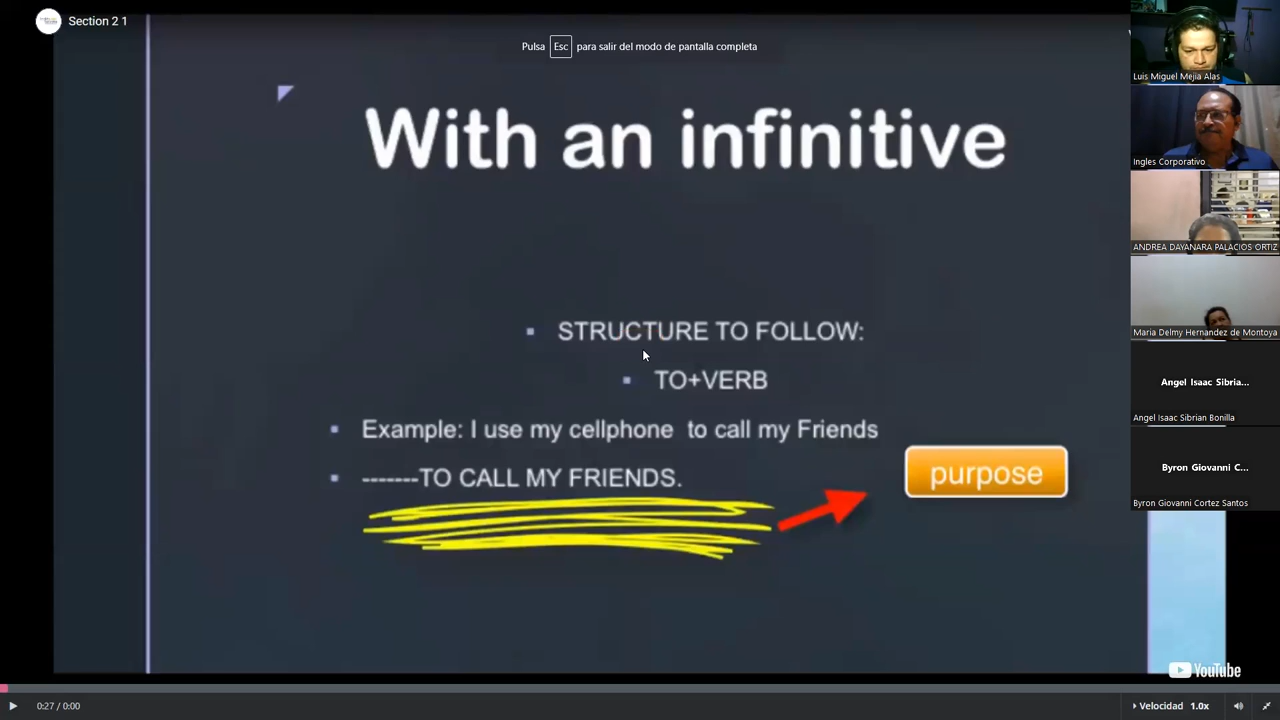 Section 2 1
Pulsa Esc para salir del modo de pantalla completa
With an infinitive
STRUCTURE TO FOLLOW:
TO+VERB
Example: I use my cellphone to call my Friends
-------TO CALL MY FRIENDS.
purpose
Luis Miguel Mejia Alas
Ingles Corporativo
ANDREA DAYANARA PALACIOS ORTIZ
Maria Delmy Hernandez de Montoya
Angel Isaac Sibria...
Angel Isaac Sibrian Bonilla
Byron Giovanni C...
Byron Giovanni Cortez Santos
YouTube
0:27 / 0:00
Velocidad 1.0x